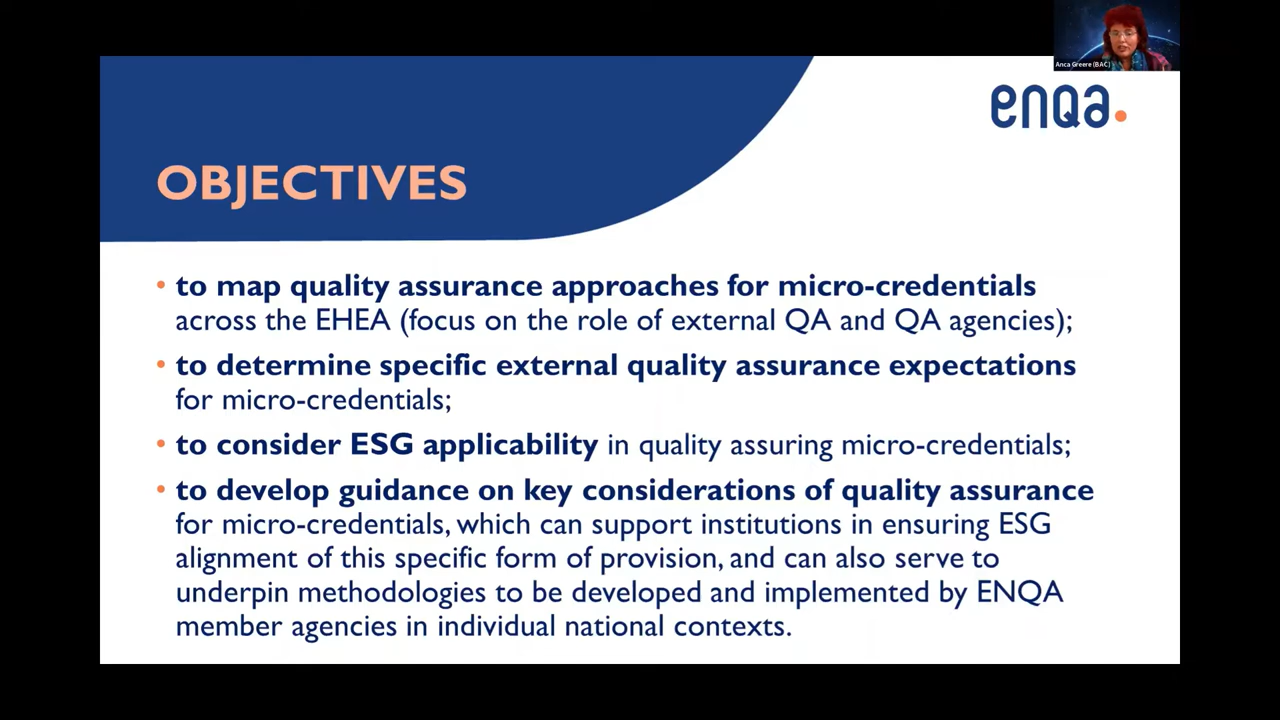 Anca Greere (BAC)
enqa.
OBJECTIVES
• to map quality assurance approaches for micro-credentials
across the EHEA (focus on the role of external QA and QA agencies);
• to determine specific external quality assurance expectations
for micro-credentials;
• to consider ESG applicability in quality assuring micro-credentials;
• to develop guidance on key considerations of quality assurance
for micro-credentials, which can support institutions in ensuring ESG
alignment of this specific form of provision, and can also serve to
underpin methodologies to be developed and implemented by ENQA
member agencies in individual national contexts.